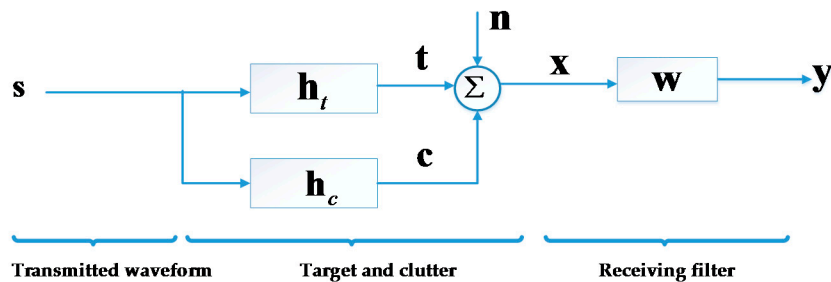 n
s
h_t
t
Σ
x
w
y
h_c
c
Transmitted waveform
Target and clutter
Receiving filter